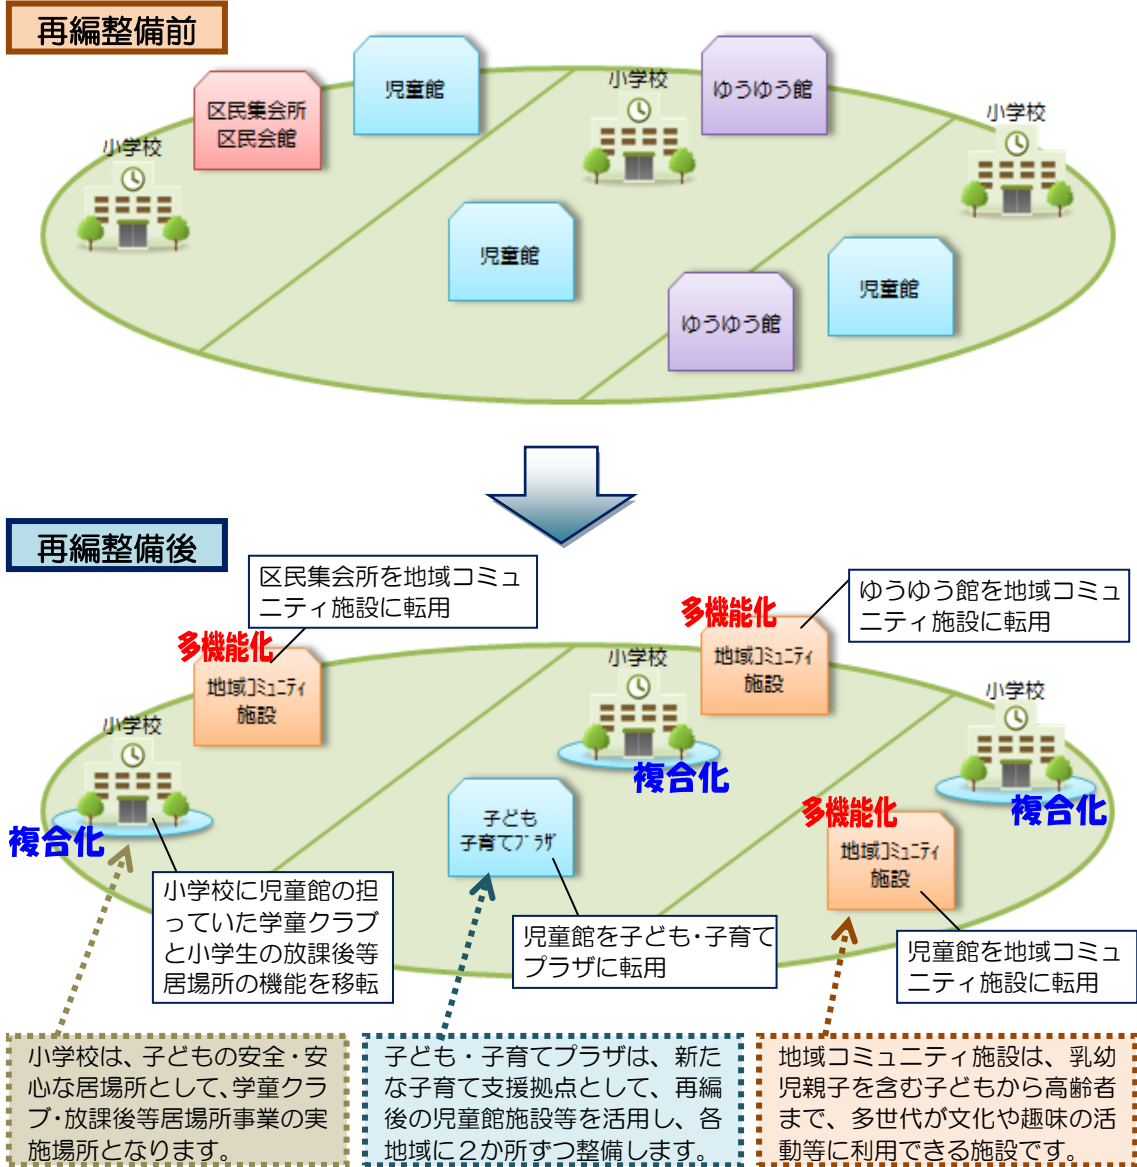 再編整備前
区民集会所
区民会館
児童館
小学校
ゆうゆう館
小学校
小学校
児童館
児童館
ゆうゆう館
再編整備後
区民集会所を地域コミュ
ニティ施設に転用
ゆうゆう館を地域コミュ
ニティ施設に転用
多機能化
地域ｺﾐｭﾆﾃｨ
施設
小学校
多機能化
地域ｺﾐｭﾆﾃｨ
施設
小学校
小学校
複合化
複合化
複合化
子ども
子育てﾌﾟﾗｻﾞ
多機能化
地域ｺﾐｭﾆﾃｨ
施設
小学校に児童館の担
っていた学童クラブ
と小学生の放課後等
居場所の機能を移転
児童館を子ども・子育て
プラザに転用
児童館を地域コミュ
ニティ施設に転用
小学校は、子どもの安全・安
心な居場所として、学童クラ
ブ・放課後等居場所事業の実
施場所となります。
子ども・子育てプラザは、新た
な子育て支援拠点として、再編
後の児童館施設等を活用し、各
地域に２か所ずつ整備します。
地域コミュニティ施設は、乳幼
児親子を含む子どもから高齢者
まで、多世代が文化や趣味の活
動等に利用できる施設です。